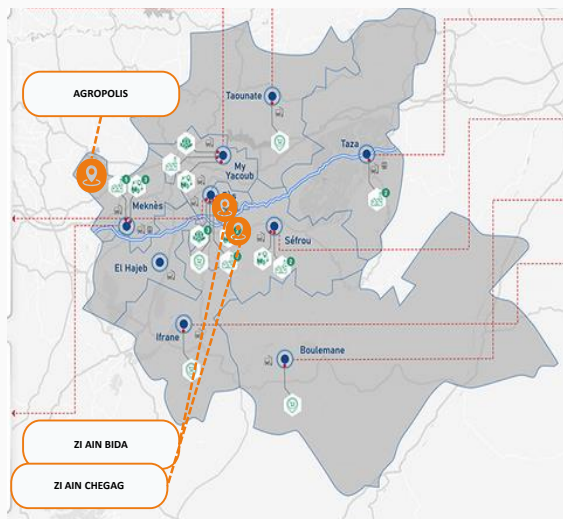 AGROPOLIS
Taounate
Taza
My
Yacoub
Meknès
Séfrou
El Hajeb
Ifrane
Boulemane
ZI AIN BIDA
ZI AIN CHEGAG